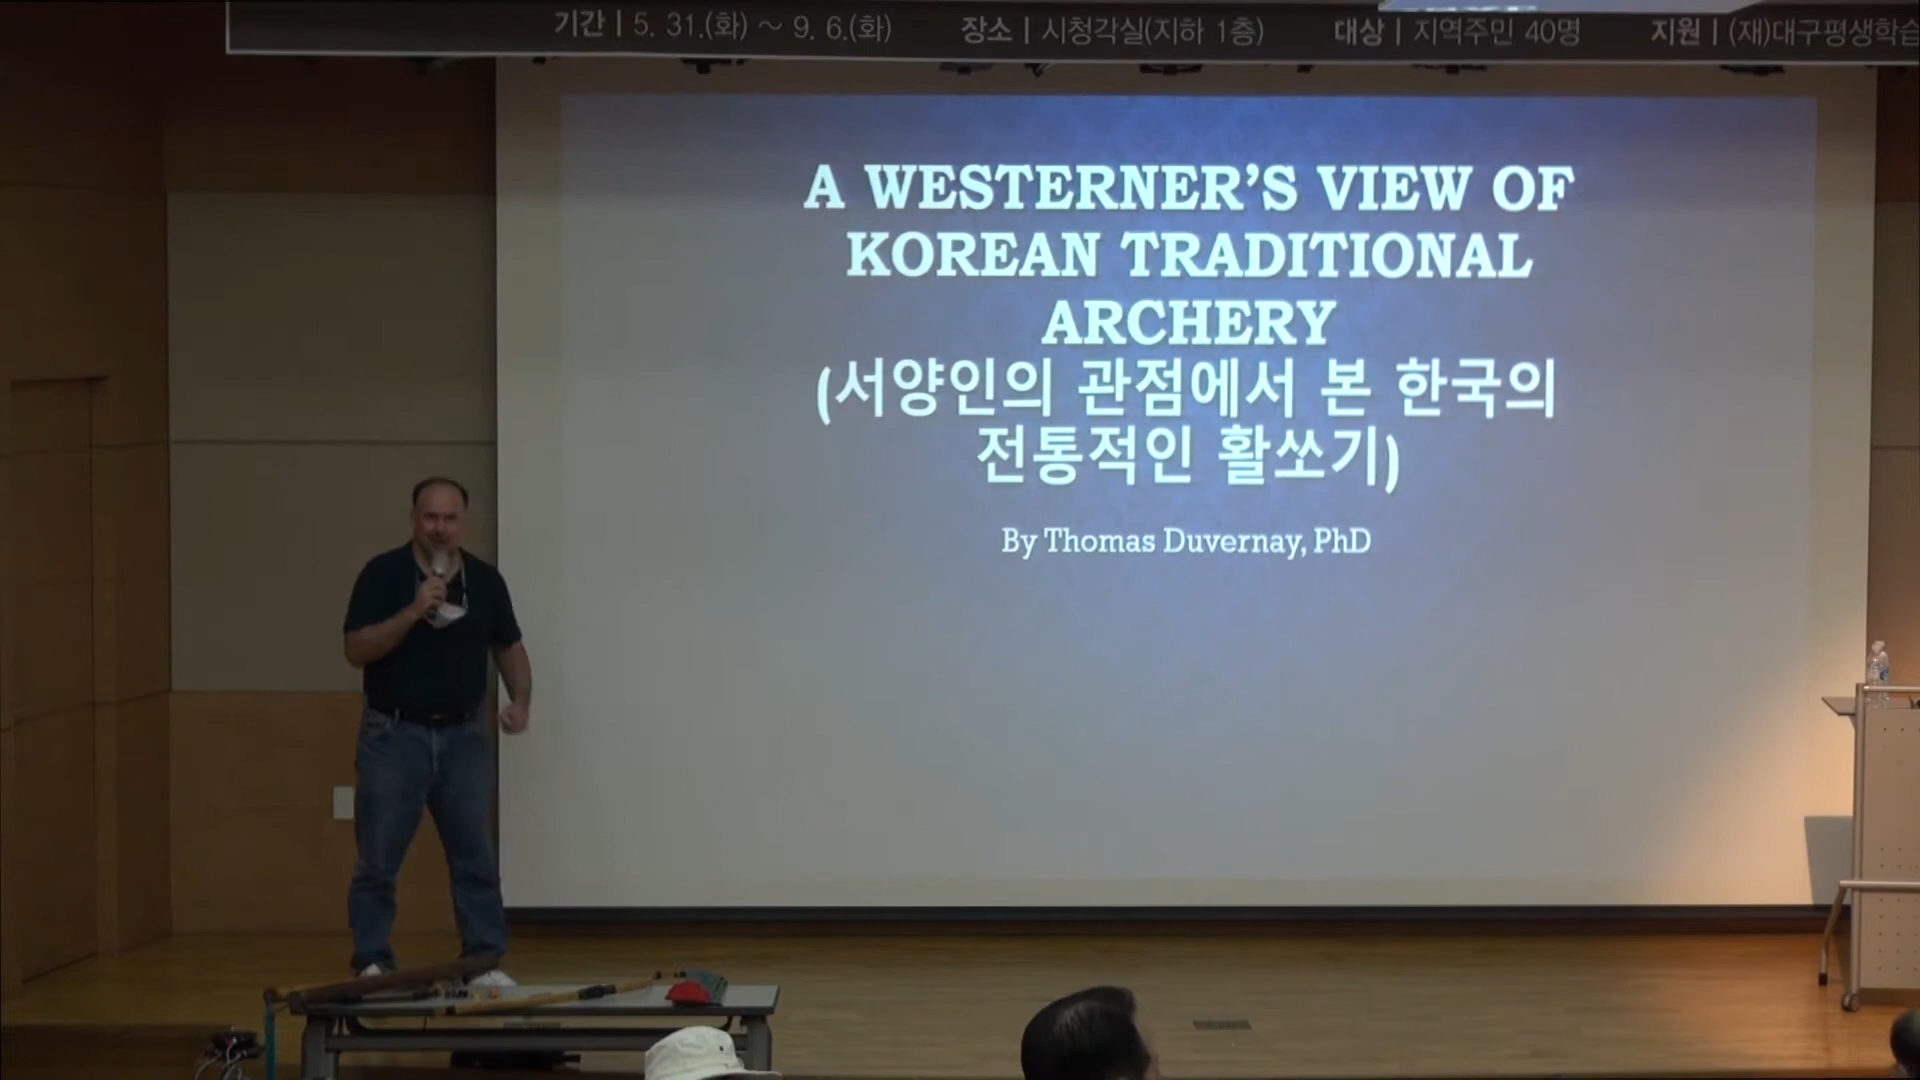 기간 | 5. 31.(화) ~ 9. 6.(화) 장소 | 시청각실(지하 1층) 대상 | 지역주민 40명 지원 | (재)대구평생학습
A WESTERNER'S VIEW OF
KOREAN TRADITIONAL
ARCHERY
(서양인의 관점에서 본 한국의
전통적인 활쏘기)
By Thomas Duvernay, PhD